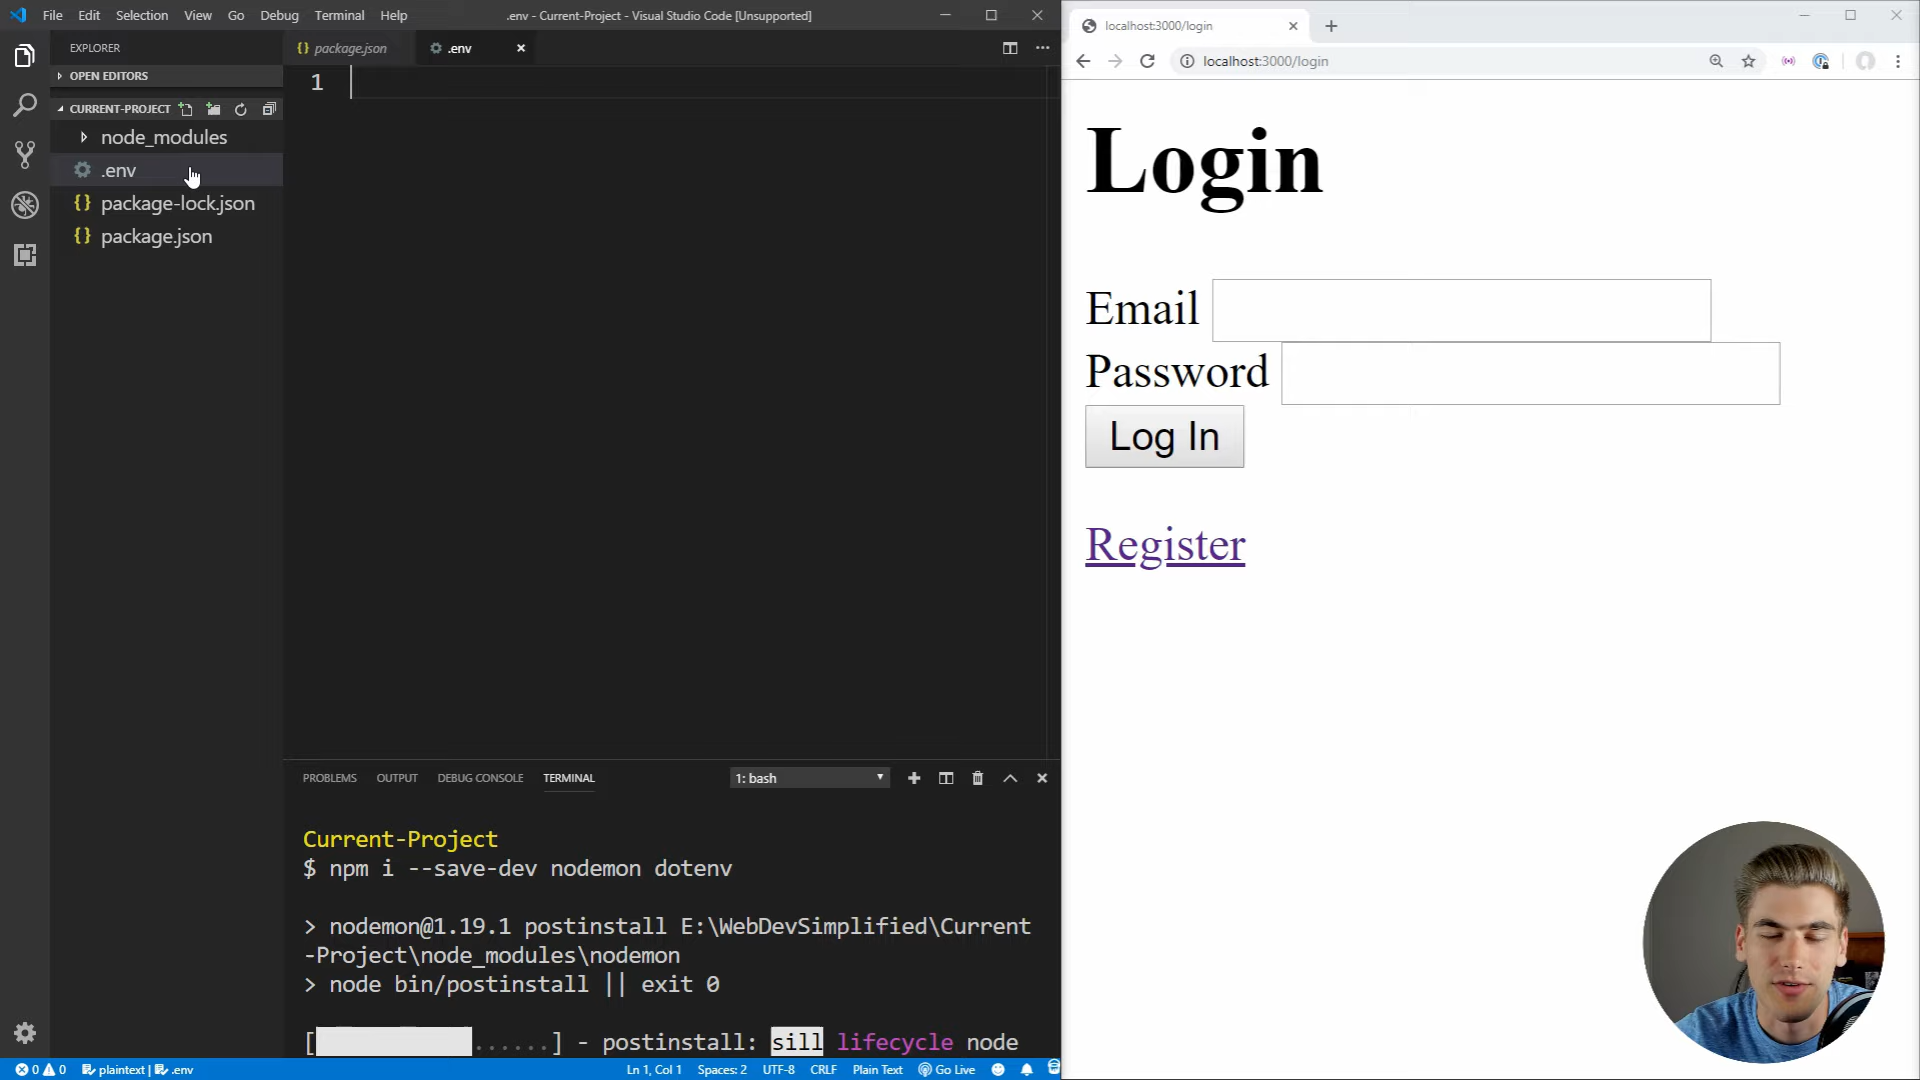 File Edit Selection View Go Debug Terminal Help
.env - Current-Project - Visual Studio Code [Unsupported]
EXPLORER
OPEN EDITORS
CURRENT-PROJECT
node_modules
.env
package-lock.json
package.json
package.json
.env
1
PROBLEMS OUTPUT DEBUG CONSOLE TERMINAL
1: bash
Current-Project
$ npm i --save-dev nodemon dotenv
> nodemon@1.19.1 postinstall E:\WebDevSimplified\Current
-Project\node_modules\nodemon
> node bin/postinstall || exit 0
[ ......] - postinstall: sill lifecycle node
0 0 plaintext | .env
Ln 1, Col 1 Spaces: 2 UTF-8 CRLF Plain Text Go Live
localhost:3000/login
localhost:3000/login
Login
Email
Password
Log In
Register